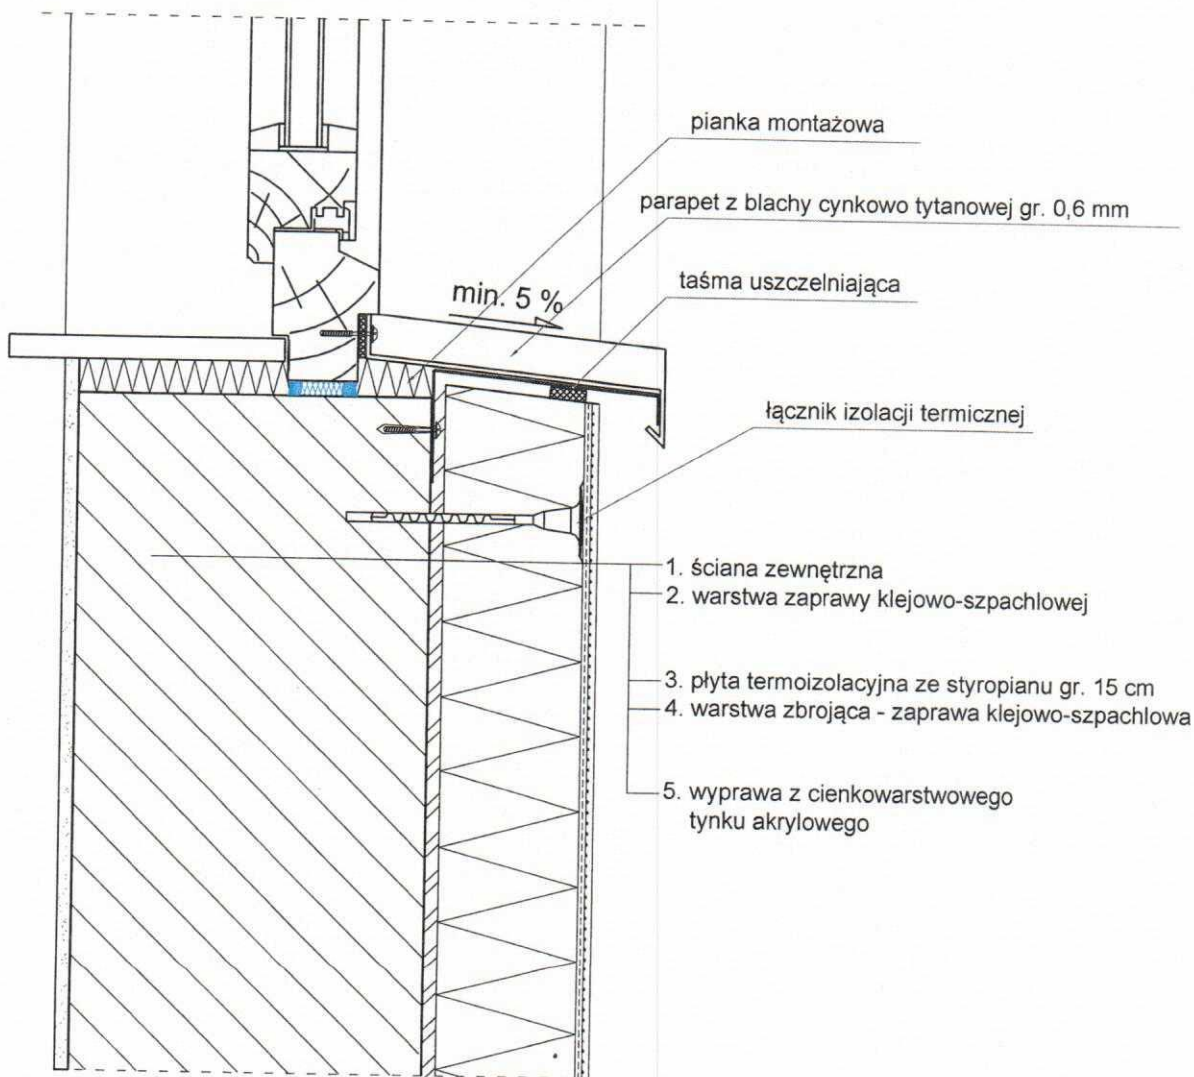 pianka montażowa
parapet z blachy cynkowo tytanowej gr. 0,6 mm
taśma uszczelniająca
min. 5 %
łącznik izolacji termicznej
1. ściana zewnętrzna
2. warstwa zaprawy klejowo-szpachlowej
3. płyta termoizolacyjna ze styropianu gr. 15 cm
4. warstwa zbrojąca - zaprawa klejowo-szpachlowa
5. wyprawa z cienkowarstwowego
tynku akrylowego